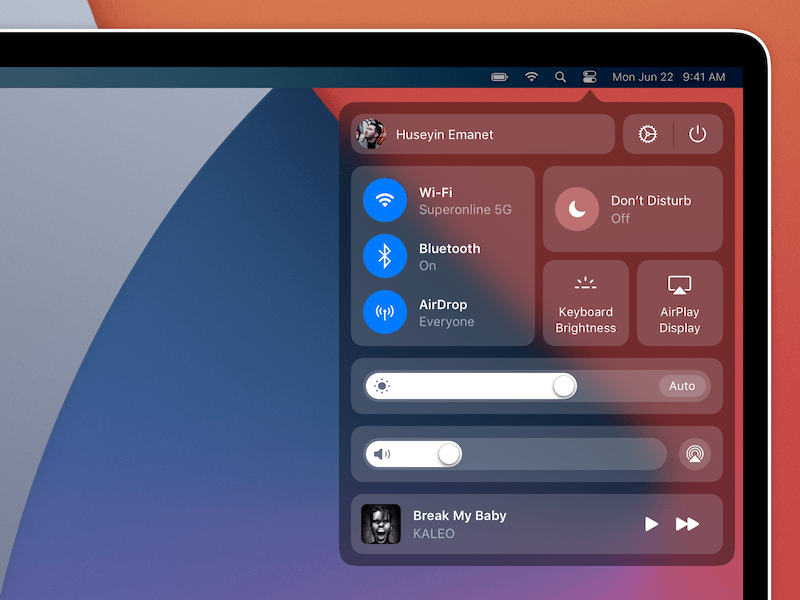 Mon Jun 22 9:41 AM
Huseyin Emanet
Wi-Fi
Superonline 5G
Bluetooth
On
AirDrop
Everyone
Don’t Disturb
Off
Keyboard
Brightness
AirPlay
Display
Auto
Break My Baby
KALEO